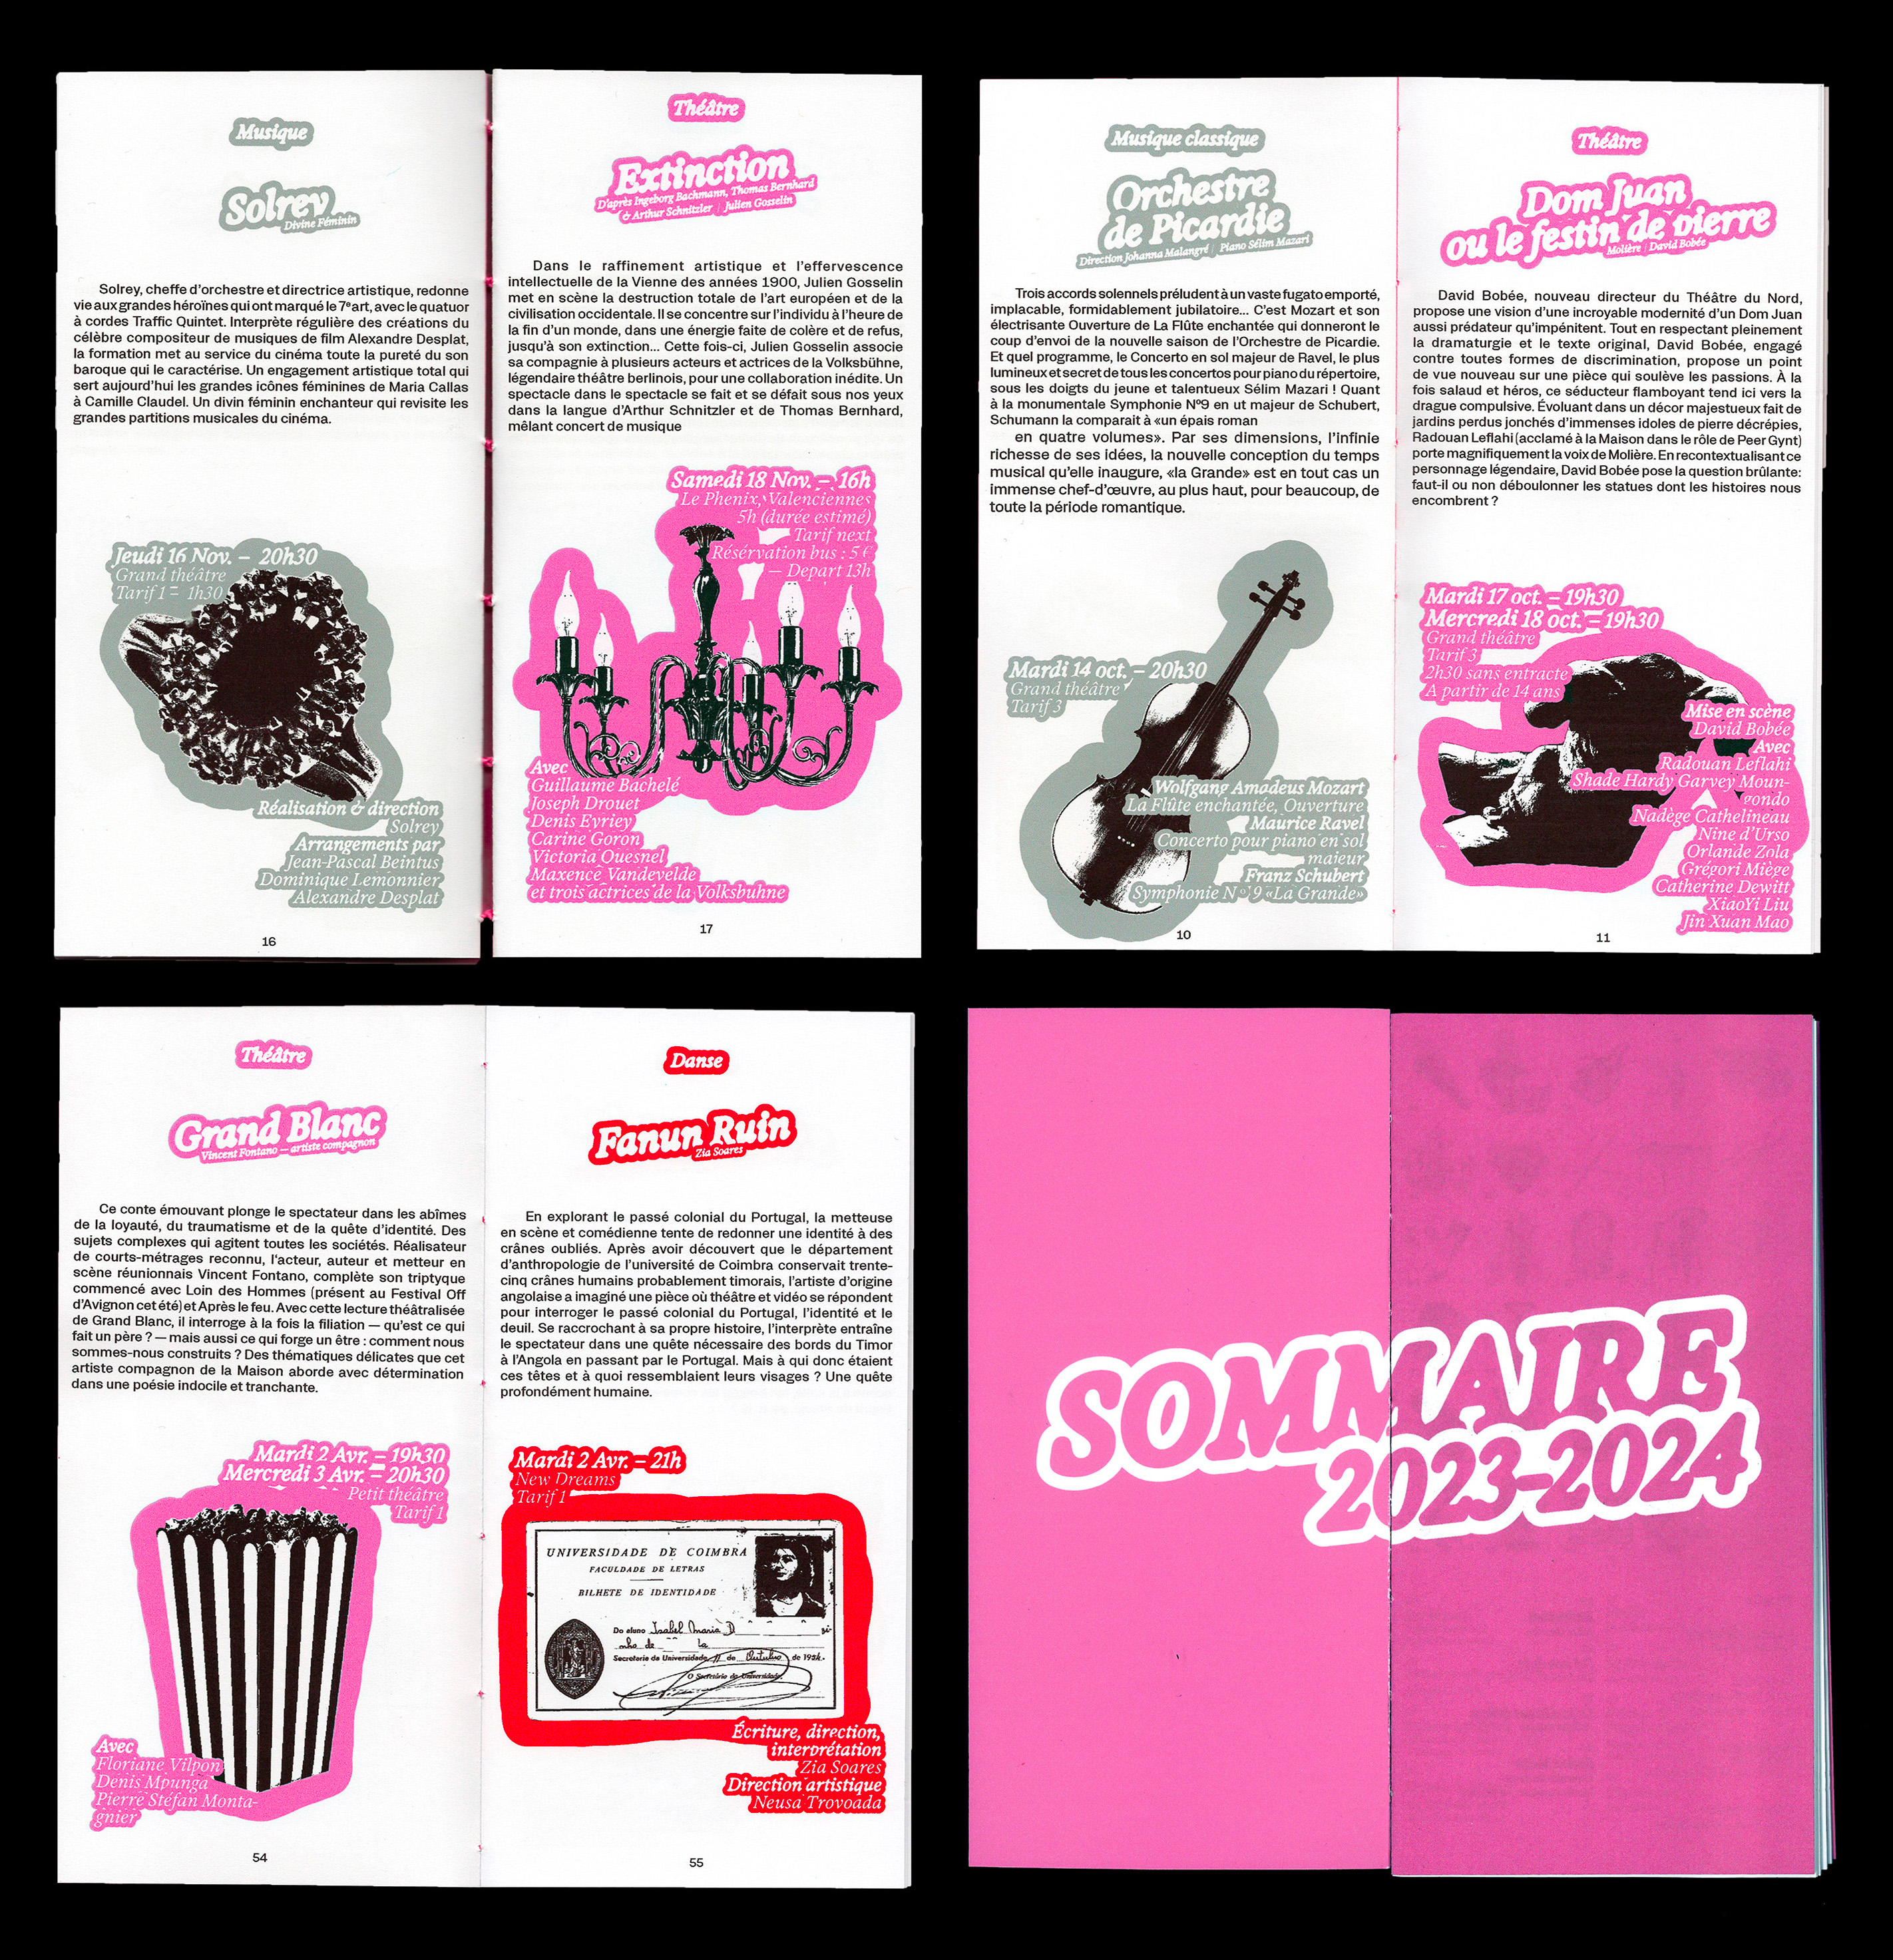 Musique
Solrey
Divine Féminin
Solrey, cheffe d'orchestre et directrice artistique, redonne
vie aux grandes héroïnes qui ont marqué le 7ᵉ art, avec le quatuor
à cordes Traffic Quintet. Interprète régulière des créations du
célèbre compositeur de musiques de film Alexandre Desplat,
la formation met au service du cinéma toute la pureté du son
baroque qui le caractérise. Un engagement artistique total qui
sert aujourd'hui les grandes icônes féminines de Maria Callas
à Camille Claudel. Un divin féminin enchanteur qui revisite les
grandes partitions musicales du cinéma.
Jeudi 16 Nov. – 20h30
Grand théâtre
Tarif 1 – 1h30
Réalisation & direction
Solrey
Arrangements par
Jean-Pascal Beintus
Dominique Lemonnier
Alexandre Desplat
16
Théâtre
Extinction
D'après Ingeborg Bachmann, Thomas Bernhard
& Arthur Schnitzler | Julien Gosselin
Dans le raffinement artistique et l'effervescence
intellectuelle de la Vienne des années 1900, Julien Gosselin
met en scène la destruction totale de l'art européen et de la
civilisation occidentale. Il se concentre sur l'individu à l'heure de
la fin d'un monde, dans une énergie faite de colère et de refus,
jusqu'à son extinction... Cette fois-ci, Julien Gosselin associe
sa compagnie à plusieurs acteurs et actrices de la Volksbühne,
légendaire théâtre berlinois, pour une collaboration inédite. Un
spectacle dans le spectacle se fait et se défait sous nos yeux
dans la langue d'Arthur Schnitzler et de Thomas Bernhard,
mêlant concert de musique
Samedi 18 Nov. – 16h
Le Phenix, Valenciennes
5h (durée estimé)
Tarif next
Résérvation bus : 5 €
— Depart 13h
Avec
Guillaume Bachelé
Joseph Drouet
Denis Eyriey
Carine Goron
Victoria Quesnel
Maxence Vandevelde
et trois actrices de la Volksbuhne
17
Musique classique
Orchestre
de Picardie
Direction Johanna Malangré | Piano Sélim Mazari
Trois accords solennels préludent à un vaste fugato emporté,
implacable, formidablement jubilatoire... C'est Mozart et son
électrisante Ouverture de La Flûte enchantée qui donneront le
coup d'envoi de la nouvelle saison de l'Orchestre de Picardie.
Et quel programme, le Concerto en sol majeur de Ravel, le plus
lumineux et secret de tous les concertos pour piano du répertoire,
sous les doigts du jeune et talentueux Sélim Mazari ! Quant
à la monumentale Symphonie N°9 en ut majeur de Schubert,
Schumann la comparait à «un épais roman
en quatre volumes». Par ses dimensions, l'infinie
richesse de ses idées, la nouvelle conception du temps
musical qu'elle inaugure, «la Grande» est en tout cas un
immense chef-d'œuvre, au plus haut, pour beaucoup, de
toute la période romantique.
Mardi 14 oct. – 20h30
Grand théâtre
Tarif 3
Wolfgang Amadeus Mozart
La Flûte enchantée, Ouverture
Maurice Ravel
Concerto pour piano en sol
majeur
Franz Schubert
Symphonie N° 9 «La Grande»
10
Théâtre
Dom Juan
ou le festin de pierre
Molière | David Bobée
David Bobée, nouveau directeur du Théâtre du Nord,
propose une vision d'une incroyable modernité d'un Dom Juan
aussi prédateur qu'impénitent. Tout en respectant pleinement
la dramaturgie et le texte original, David Bobée, engagé
contre toutes formes de discrimination, propose un point
de vue nouveau sur une pièce qui soulève les passions. À la
fois salaud et héros, ce séducteur flamboyant tend ici vers la
drague compulsive. Évoluant dans un décor majestueux fait de
jardins perdus jonchés d'immenses idoles de pierre décrépies,
Radouan Leflahi (acclamé à la Maison dans le rôle de Peer Gynt)
porte magnifiquement la voix de Molière. En recontextualisant ce
personnage légendaire, David Bobée pose la question brûlante:
faut-il ou non déboulonner les statues dont les histoires nous
encombrent ?
Mardi 17 oct. – 19h30
Mercredi 18 oct. – 19h30
Grand théâtre
Tarif 3
2h30 sans entracte
A partir de 14 ans
Mise en scène
David Bobée
Avec
Radouan Leflahi
Shade Hardy Garvey Moun-
gondo
Nadège Cathelineau
Nine d'Urso
Orlande Zola
Grégori Miège
Catherine Dewitt
XiaoYi Liu
Jin Xuan Mao
11
Théâtre
Grand Blanc
Vincent Fontano — artiste compagnon
Ce conte émouvant plonge le spectateur dans les abîmes
de la loyauté, du traumatisme et de la quête d'identité. Des
sujets complexes qui agitent toutes les sociétés. Réalisateur
de courts-métrages reconnu, l'acteur, auteur et metteur en
scène réunionnais Vincent Fontano, complète son triptyque
commencé avec Loin des Hommes (présent au Festival Off
d'Avignon cet été) et Après le feu. Avec cette lecture théâtralisée
de Grand Blanc, il interroge à la fois la filiation — qu'est ce qui
fait un père ? — mais aussi ce qui forge un être : comment nous
sommes-nous construits ? Des thématiques délicates que cet
artiste compagnon de la Maison aborde avec détermination
dans une poésie indocile et tranchante.
Mardi 2 Avr. – 19h30
Mercredi 3 Avr. – 20h30
Petit théâtre
Tarif 1
Avec
Floriane Vilpon
Denis Mpunga
Pierre Stéfan Monta-
gnier
54
Danse
Fanun Ruin
Zia Soares
En explorant le passé colonial du Portugal, la metteuse
en scène et comédienne tente de redonner une identité à des
crânes oubliés. Après avoir découvert que le département
d'anthropologie de l'université de Coimbra conservait trente-
cinq crânes humains probablement timorais, l'artiste d'origine
angolaise a imaginé une pièce où théâtre et vidéo se répondent
pour interroger le passé colonial du Portugal, l'identité et le
deuil. Se raccrochant à sa propre histoire, l'interprète entraîne
le spectateur dans une quête nécessaire des bords du Timor
à l'Angola en passant par le Portugal. Mais à qui donc étaient
ces têtes et à quoi ressemblaient leurs visages ? Une quête
profondément humaine.
Mardi 2 Avr. – 21h
New Dreams
Tarif 1
UNIVERSIDADE DE COIMBRA
FACULDADE DE LETRAS
BILHETE DE IDENTIDADE
Do aluno Isabel Maria
nho de la
Secretaria da Universidade, 11 de Outubro de 1954.
O Secretário da Universidade,
Écriture, direction,
interprétation
Zia Soares
Direction artistique
Neusa Trovoada
55
SOMMAIRE
2023-2024